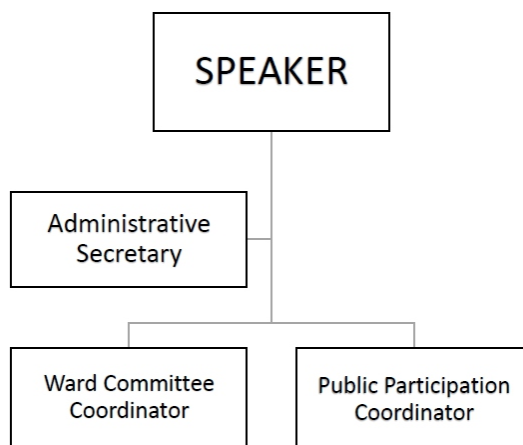 SPEAKER
Administrative
Secretary
Ward Committee
Coordinator
Public Participation
Coordinator